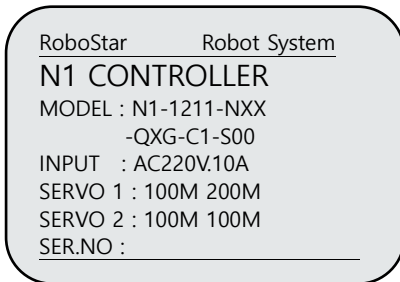 RoboStar Robot System
N1 CONTROLLER
MODEL : N1-1211-NXX
-QXG-C1-S00
INPUT : AC220V.10A
SERVO 1 : 100M 200M
SERVO 2 : 100M 100M
SER.NO :